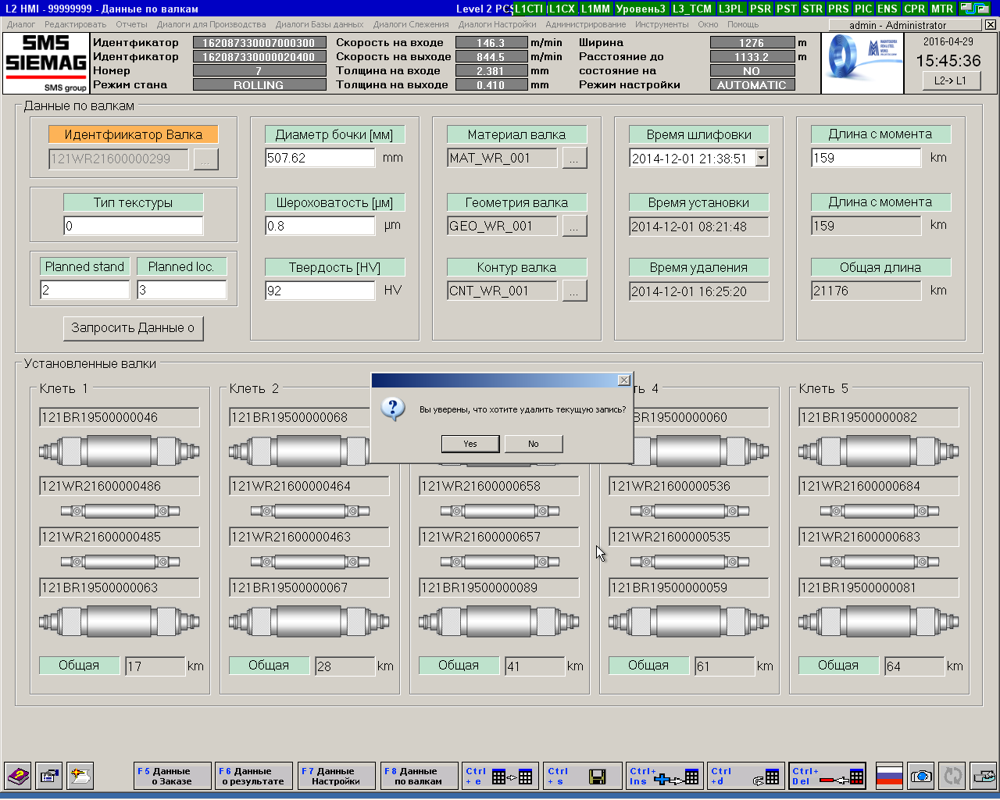 L2 HMI - 99999999 - Данные по валкам
Level 2 PC
L1CTI L1CX L1MM Уровень3 L3_TCM L3PL PSR PST STR PRS PIC ENS CPR MTR
Диалог Редактировать Отчеты Диалоги для Производства Диалоги Базы данных Диалоги Слежения Диалоги Настройки Администрирование Инструменты Окно Помощь
admin - Administrator
SMS
SIEMAG
SMS group
Идентификатор 162087330007000300 Скорость на входе 146.3 m/min Ширина 1276 m
Идентификатор 162087330000020400 Скорость на выходе 844.5 m/min Расстояние до 1133.2 m
Номер 7 Толщина на входе 2.381 mm состояние на NO
Режим стана ROLLING Толщина на выходе 0.410 mm Режим настройки AUTOMATIC
2016-04-29
15:45:36
L2-> L1
Данные по валкам
Идентфиикатор Валка
121WR21600000299 ...
Тип текстуры
0
Planned stand Planned loc.
2 3
Запросить Данные о
Диаметр бочки [мм]
507.62 mm
Шероховатость [µм]
0.8 µm
Твердость [HV]
92 HV
Материал валка
MAT_WR_001 ...
Геометрия валка
GEO_WR_001 ...
Контур валка
CNT_WR_001 ...
Время шлифовки
2014-12-01 21:38:51
Время установки
2014-12-01 08:21:48
Время удаления
2014-12-01 16:25:20
Длина с момента
159 km
Длина с момента
159 km
Общая длина
21176 km
Установленные валки
Клеть 1
121BR19500000046
121WR21600000486
121WR21600000485
121BR19500000063
Общая 17 km
Клеть 2
121BR19500000068
121WR21600000464
121WR21600000463
121BR19500000067
Общая 28 km
121WR21600000658
121WR21600000657
121BR19500000089
Общая 41 km
ть 4
BR19500000060
121WR21600000536
121WR21600000535
121BR19500000059
Общая 61 km
Клеть 5
121BR19500000082
121WR21600000684
121WR21600000683
121BR19500000081
Общая 64 km
Вы уверены, что хотите удалить текущую запись?
Yes No
F5 Данные о Заказе
F6 Данные о результате
F7 Данные Настройки
F8 Данные по валкам
Ctrl + e
Ctrl + s
Ctrl+ Ins
Ctrl +d
Ctrl+ Del